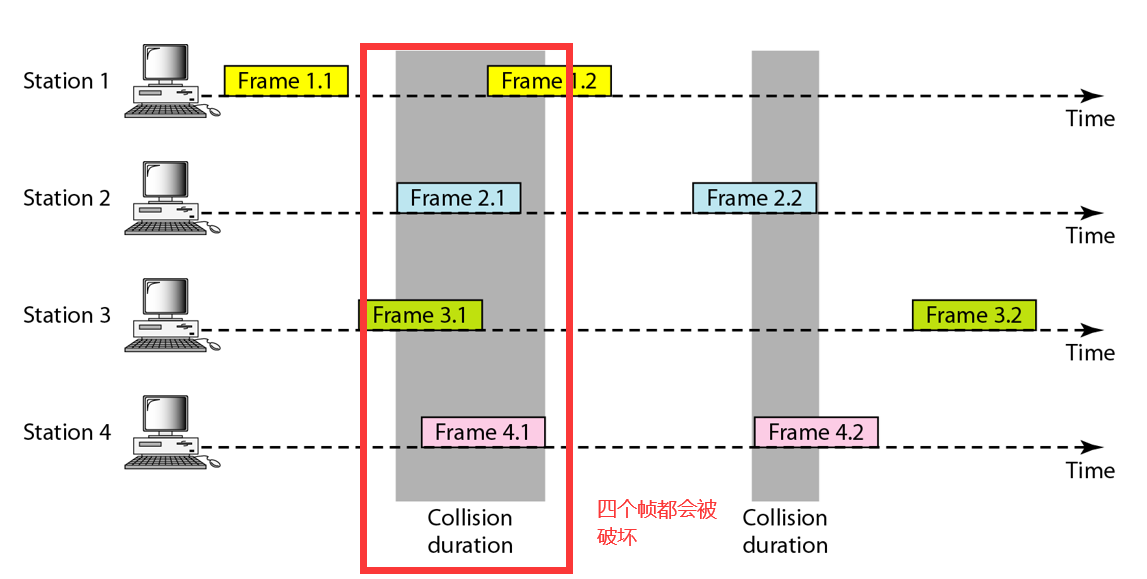 Station 1
Frame 1.1
Frame 1.2
Time
Station 2
Frame 2.1
Frame 2.2
Time
Station 3
Frame 3.1
Frame 3.2
Time
Station 4
Frame 4.1
Frame 4.2
Time
Collision
duration
四个帧都会被
破坏
Collision
duration